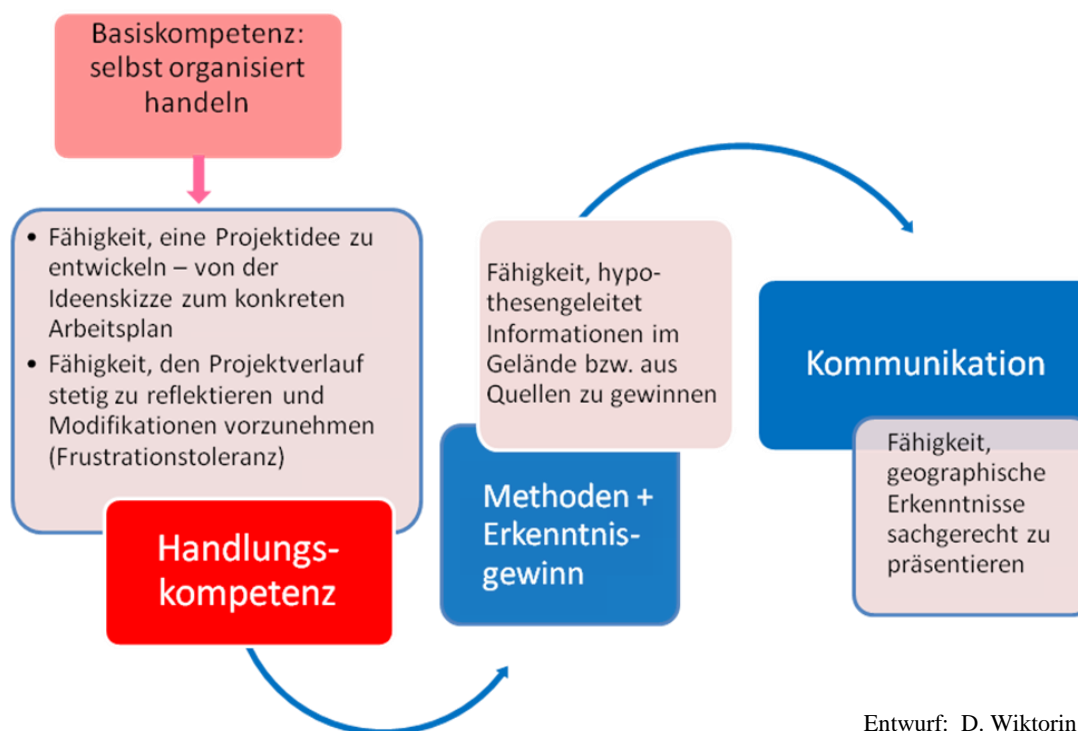 Basiskompetenz:
selbst organisiert
handeln
• Fähigkeit, eine Projektidee zu
entwickeln – von der
Ideenskizze zum konkreten
Arbeitsplan
• Fähigkeit, den Projektverlauf
stetig zu reflektieren und
Modifikationen vorzunehmen
(Frustrationstoleranz)
Handlungs-
kompetenz
Fähigkeit, hypo-
thesengeleitet
Informationen im
Gelände bzw. aus
Quellen zu gewinnen
Methoden +
Erkenntnis-
gewinn
Kommunikation
Fähigkeit,
geographische
Erkenntnisse
sachgerecht zu
präsentieren
Entwurf: D. Wiktorin